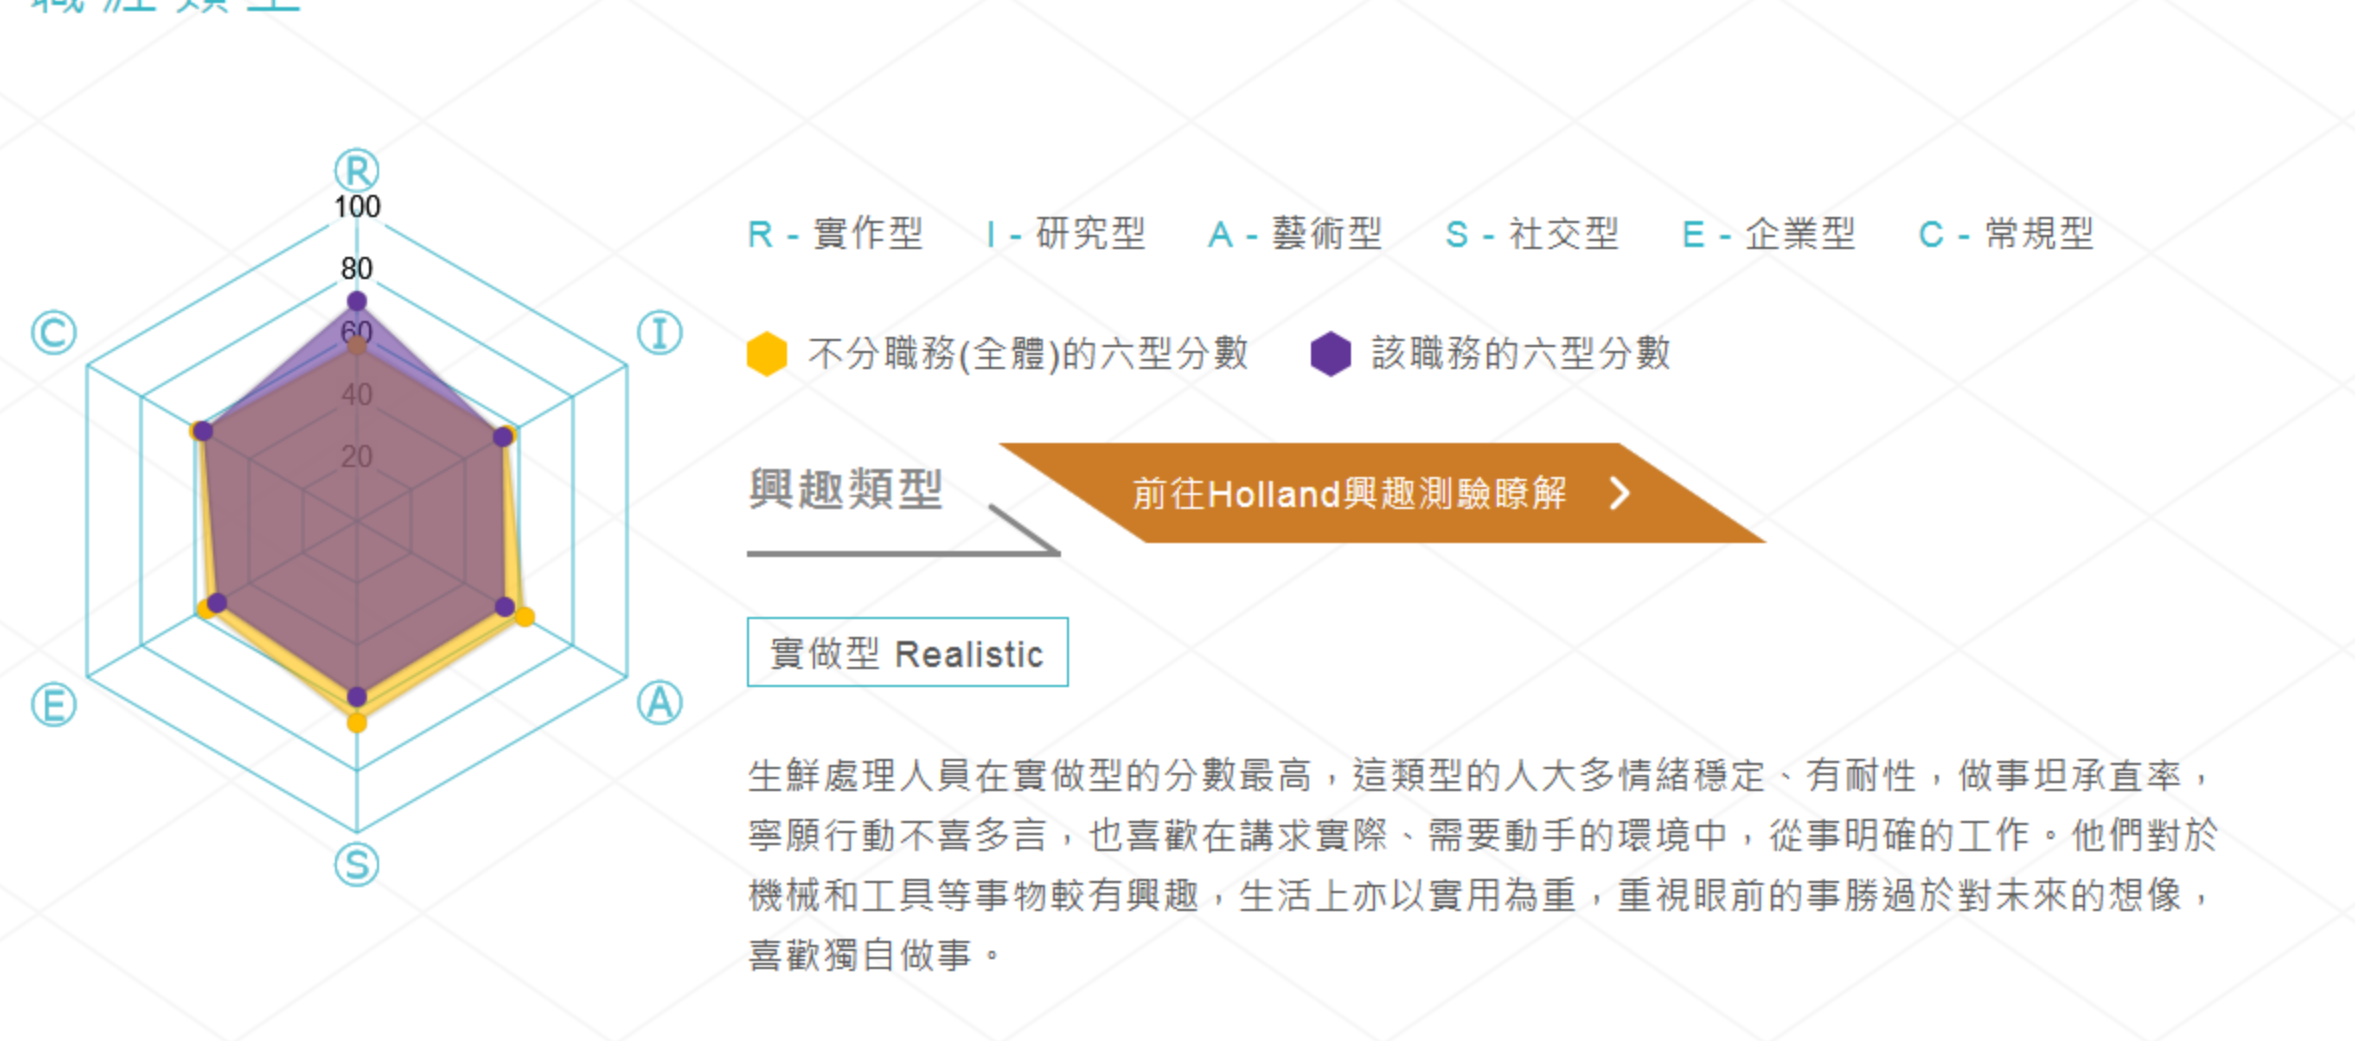 職涯類型
R
100
80
60
40
20
C
I
E
A
S
R - 實作型 I - 研究型 A - 藝術型 S - 社交型 E - 企業型 C - 常規型
不分職務(全體)的六型分數 該職務的六型分數
興趣類型
前往Holland興趣測驗瞭解
實做型 Realistic
生鮮處理人員在實做型的分數最高，這類型的人大多情緒穩定、有耐性，做事坦承直率，
寧願行動不喜多言，也喜歡在講求實際、需要動手的環境中，從事明確的工作。他們對於
機械和工具等事物較有興趣，生活上亦以實用為重，重視眼前的事勝過於對未來的想像，
喜歡獨自做事。